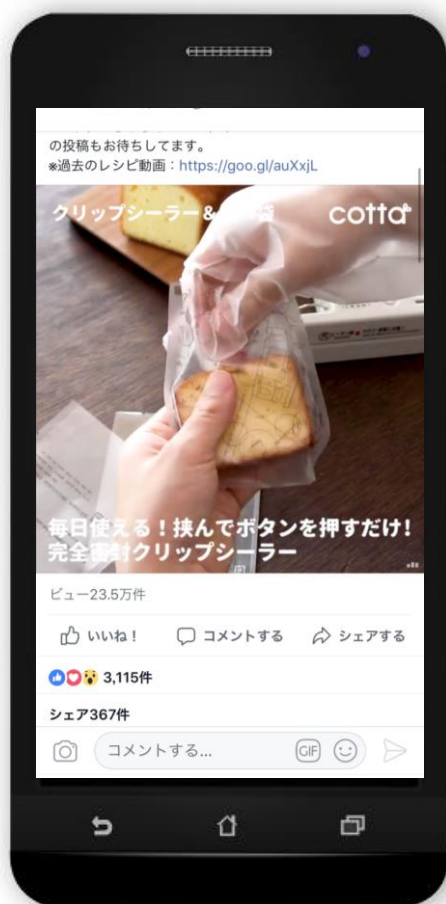 の投稿もお待ちしてます。
※過去のレシピ動画：https://goo.gl/auXxjL
クリップシーラー＆
cotta
毎日使える！挟んでボタンを押すだけ！
完全密封クリップシーラー
ビュー23.5万件
いいね！ コメントする シェアする
3,115件
シェア367件
コメントする... GIF